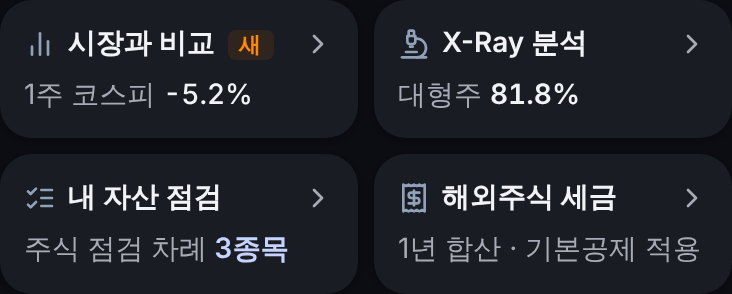 시장과 비교 새
1주 코스피 -5.2%
X-Ray 분석
대형주 81.8%
내 자산 점검
주식 점검 차례 3종목
해외주식 세금
1년 합산 · 기본공제 적용